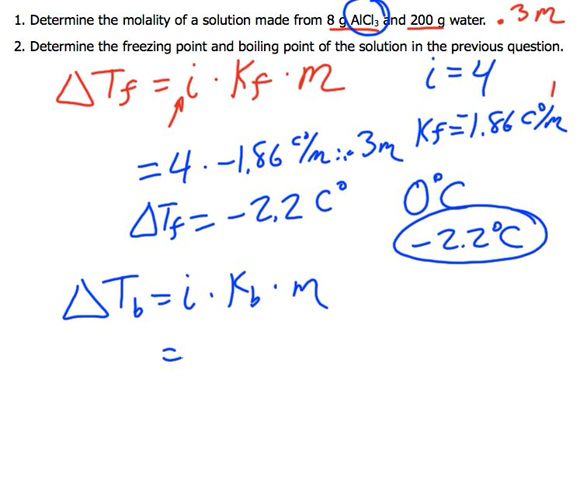 1. Determine the molality of a solution made from 8 g AlCl₃ and 200 g water. .3m
2. Determine the freezing point and boiling point of the solution in the previous question.
ΔTf = i · Kf · m i = 4
= 4 · -1.86 C°/m · .3m Kf = -1.86 C°/m
ΔTf = -2.2 C° 0°C
-2.2°C
ΔTb = i · Kb · m
=